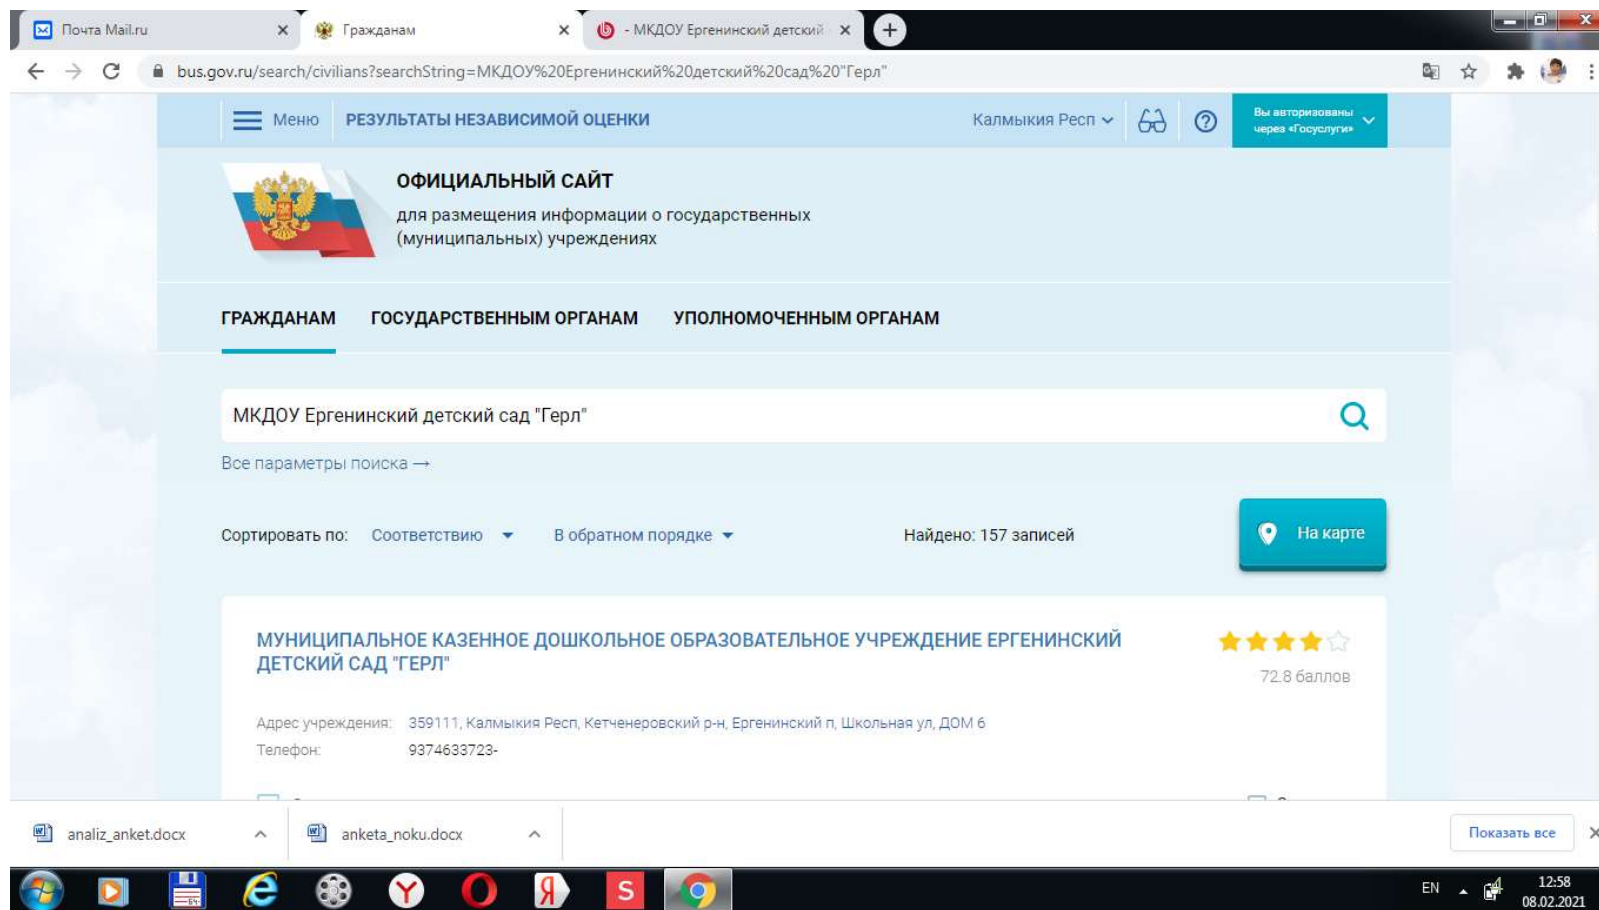 Почта Mail.ru
Гражданам
- МКДОУ Ергенинский детский
bus.gov.ru/search/civilians?searchString=МКДОУ%20Ергенинский%20детский%20сад%20"Герл"
Меню
РЕЗУЛЬТАТЫ НЕЗАВИСИМОЙ ОЦЕНКИ
Калмыкия Респ
Вы авторизованы
через «Госуслуги»
ОФИЦИАЛЬНЫЙ САЙТ
для размещения информации о государственных
(муниципальных) учреждениях
ГРАЖДАНАМ
ГОСУДАРСТВЕННЫМ ОРГАНАМ
УПОЛНОМОЧЕННЫМ ОРГАНАМ
МКДОУ Ергенинский детский сад "Герл"
Все параметры поиска →
Сортировать по: Соответствию В обратном порядке
Найдено: 157 записей
На карте
МУНИЦИПАЛЬНОЕ КАЗЕННОЕ ДОШКОЛЬНОЕ ОБРАЗОВАТЕЛЬНОЕ УЧРЕЖДЕНИЕ ЕРГЕНИНСКИЙ
ДЕТСКИЙ САД "ГЕРЛ"
72.8 баллов
Адрес учреждения: 359111, Калмыкия Респ, Кетченеровский р-н, Ергенинский п, Школьная ул, ДОМ 6
Телефон: 9374633723-
analiz_anket.docx
anketa_noku.docx
Показать все
EN
12:58
08.02.2021